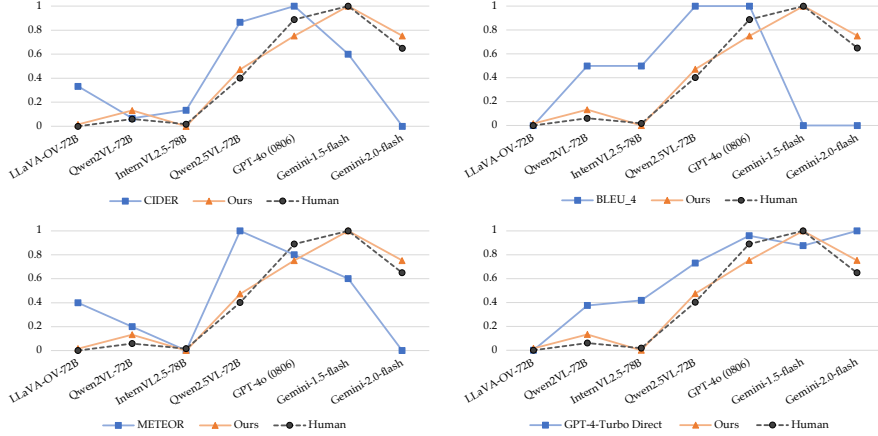 1
0.8
0.6
0.4
0.2
0
LLaVA-OV-72B
Qwen2VL-72B
InternVL2.5-78B
Qwen2.5VL-72B
GPT-4o (0806)
Gemini-1.5-flash
Gemini-2.0-flash
CIDER Ours Human
1
0.8
0.6
0.4
0.2
0
LLaVA-OV-72B
Qwen2VL-72B
InternVL2.5-78B
Qwen2.5VL-72B
GPT-4o (0806)
Gemini-1.5-flash
Gemini-2.0-flash
BLEU_4 Ours Human
1
0.8
0.6
0.4
0.2
0
LLaVA-OV-72B
Qwen2VL-72B
InternVL2.5-78B
Qwen2.5VL-72B
GPT-4o (0806)
Gemini-1.5-flash
Gemini-2.0-flash
METEOR Ours Human
1
0.8
0.6
0.4
0.2
0
LLaVA-OV-72B
Qwen2VL-72B
InternVL2.5-78B
Qwen2.5VL-72B
GPT-4o (0806)
Gemini-1.5-flash
Gemini-2.0-flash
GPT-4-Turbo Direct Ours Human